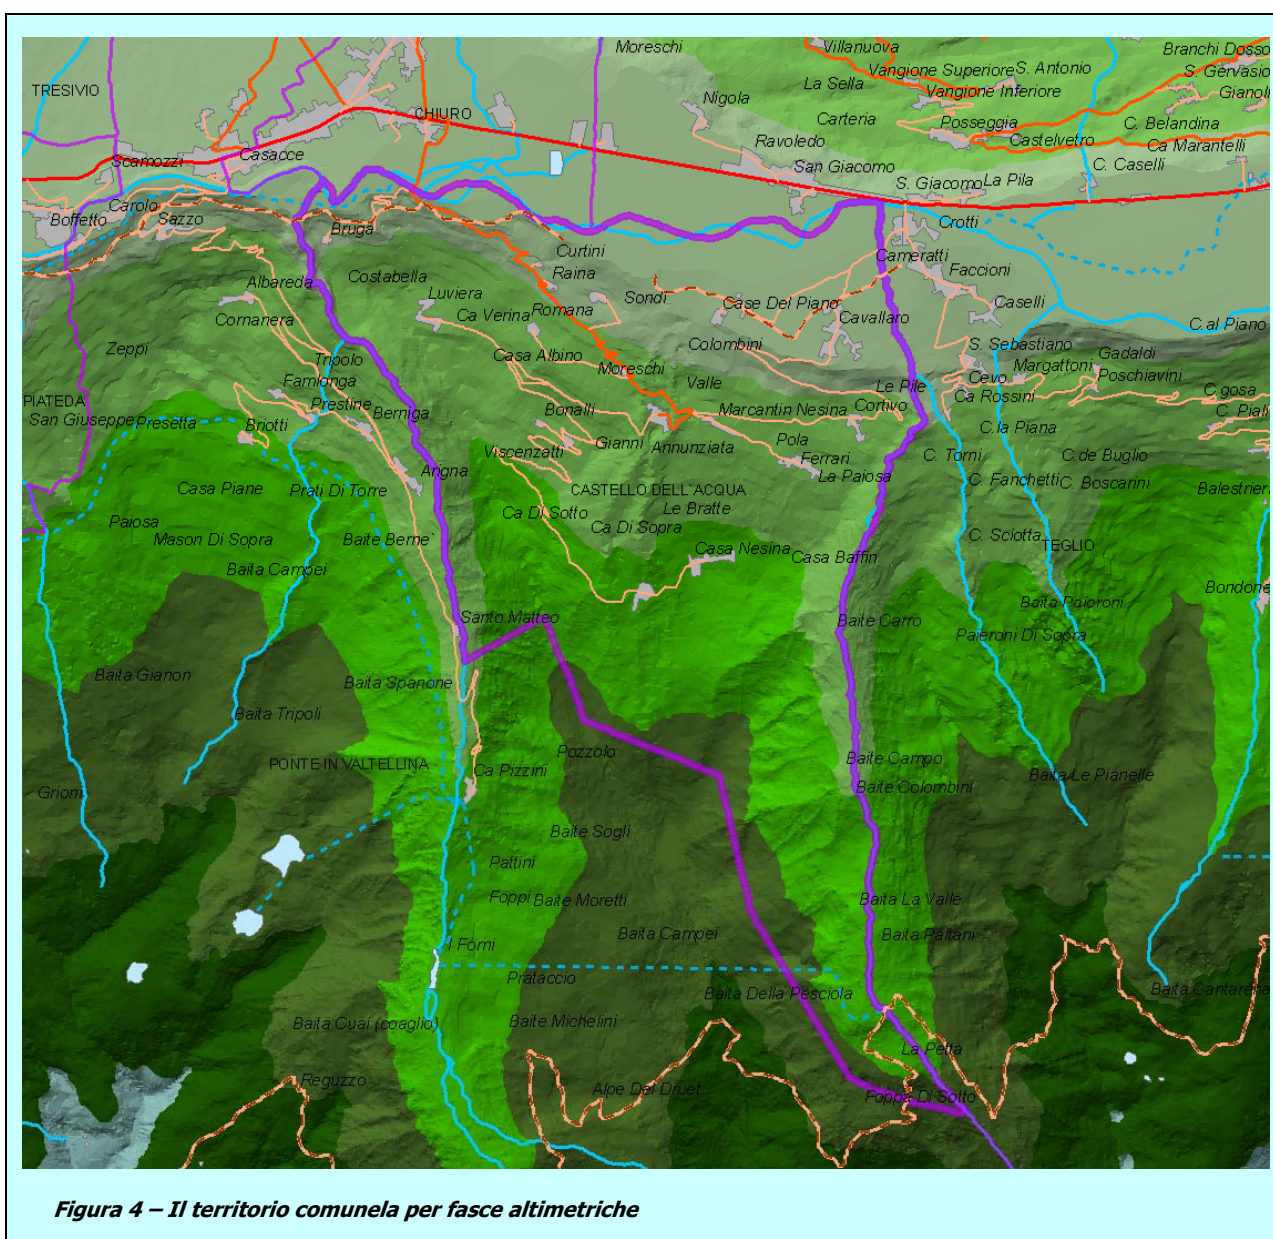 Moreschi
Villanuova
Branchi Dosso
TRESIVIO
La Sella
Vangione Superiore
S. Antonio
S. Gervasio
Nigola
Vangione Inferiore
Gianoli
CHIURO
Carteria
Posseggia
C. Belandina
Ravoledo
Castelvetro
Ca Marantelli
Scamozzi
Casacce
San Giacomo
C. Caselli
S. Giacomo
La Pila
Boffetto
Carolo
Sazzo
Bruga
Crotti
Curtini
Cameratti
Raina
Faccioni
Albareda
Costabella
Luviera
Sondi
Case Del Piano
Caselli
Cornanera
Ca Verina
Romana
Cavallaro
C.al Piano
Zeppi
Tripolo
Casa Albino
Colombini
S. Sebastiano
Gadaldi
Moreschi
Margattoni
Poschiavini
Famlonga
Valle
Le Pile
Cevo
C.gosa
PIATEDA
Prestine
Berniga
Bonalli
Marcantin
Nesina
Cortivo
Ca Rossini
C. Piali
San Giuseppe
Presetta
Briotti
Gianni
Annunziata
Pola
C.la Piana
Viscenzatti
Ferrari
C. Torni
C.de Buglio
Arigna
La Paiosa
Casa Piane
Prati Di Torre
CASTELLO DELL`ACQUA
C. Fanchetti
C. Boscarini
Balestrieri
Paiosa
Ca Di Sotto
Le Bratte
Mason Di Sopra
Baite Berne`
Ca Di Sopra
C. Sciotta
Casa Nesina
Casa Baffin
TEGLIO
Baita Campei
Bondone
Santo Matteo
Baite Carro
Baita Paioroni
Paieroni Di Sopra
Baita Gianon
Baita Spanone
Baita Tripoli
Pozzolo
Baite Campo
PONTE IN VALTELLINA
Ca Pizzini
Baita Le Pianelle
Grioni
Baite Colombini
Baite Sogli
Pattini
Foppi
Baite Moretti
Baita La Valle
Baita Campei
Baita Paltani
I Forni
Prataccio
Baita Della Pesciola
Baita Cantarena
Baita Cuai (coaglio)
Baite Michelini
La Petta
Reguzzo
Alpe Dei Druet
Foppa Di Sotto
Figura 4 – Il territorio comunela per fasce altimetriche